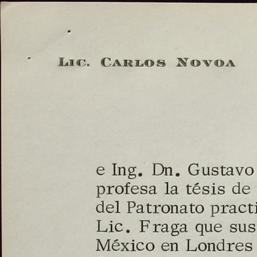 Lic. Carlos Novoa
e Ing. Dn. Gustavo
profesa la tésis de
del Patronato practi
Lic. Fraga que sus
México en Londres